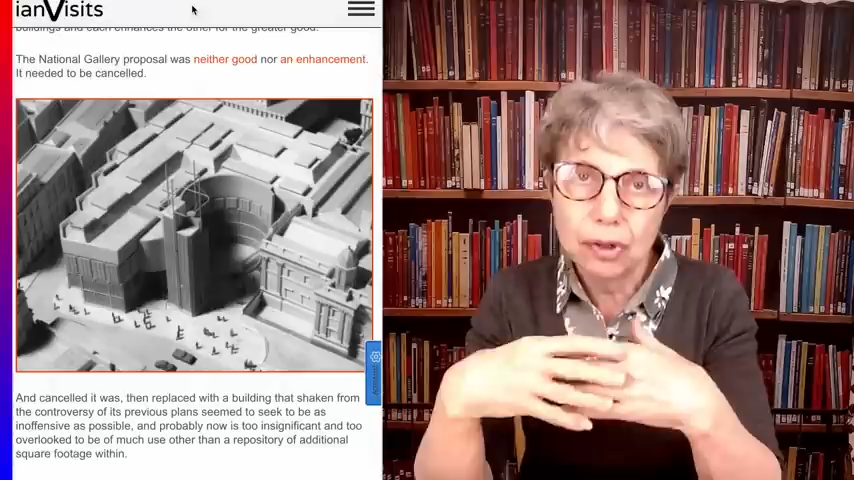 ianVisits
buildings and each enhances the other for the greater good.
The National Gallery proposal was neither good nor an enhancement.
It needed to be cancelled.
And cancelled it was, then replaced with a building that shaken from
the controversy of its previous plans seemed to seek to be as
inoffensive as possible, and probably now is too insignificant and too
overlooked to be of much use other than a repository of additional
square footage within.